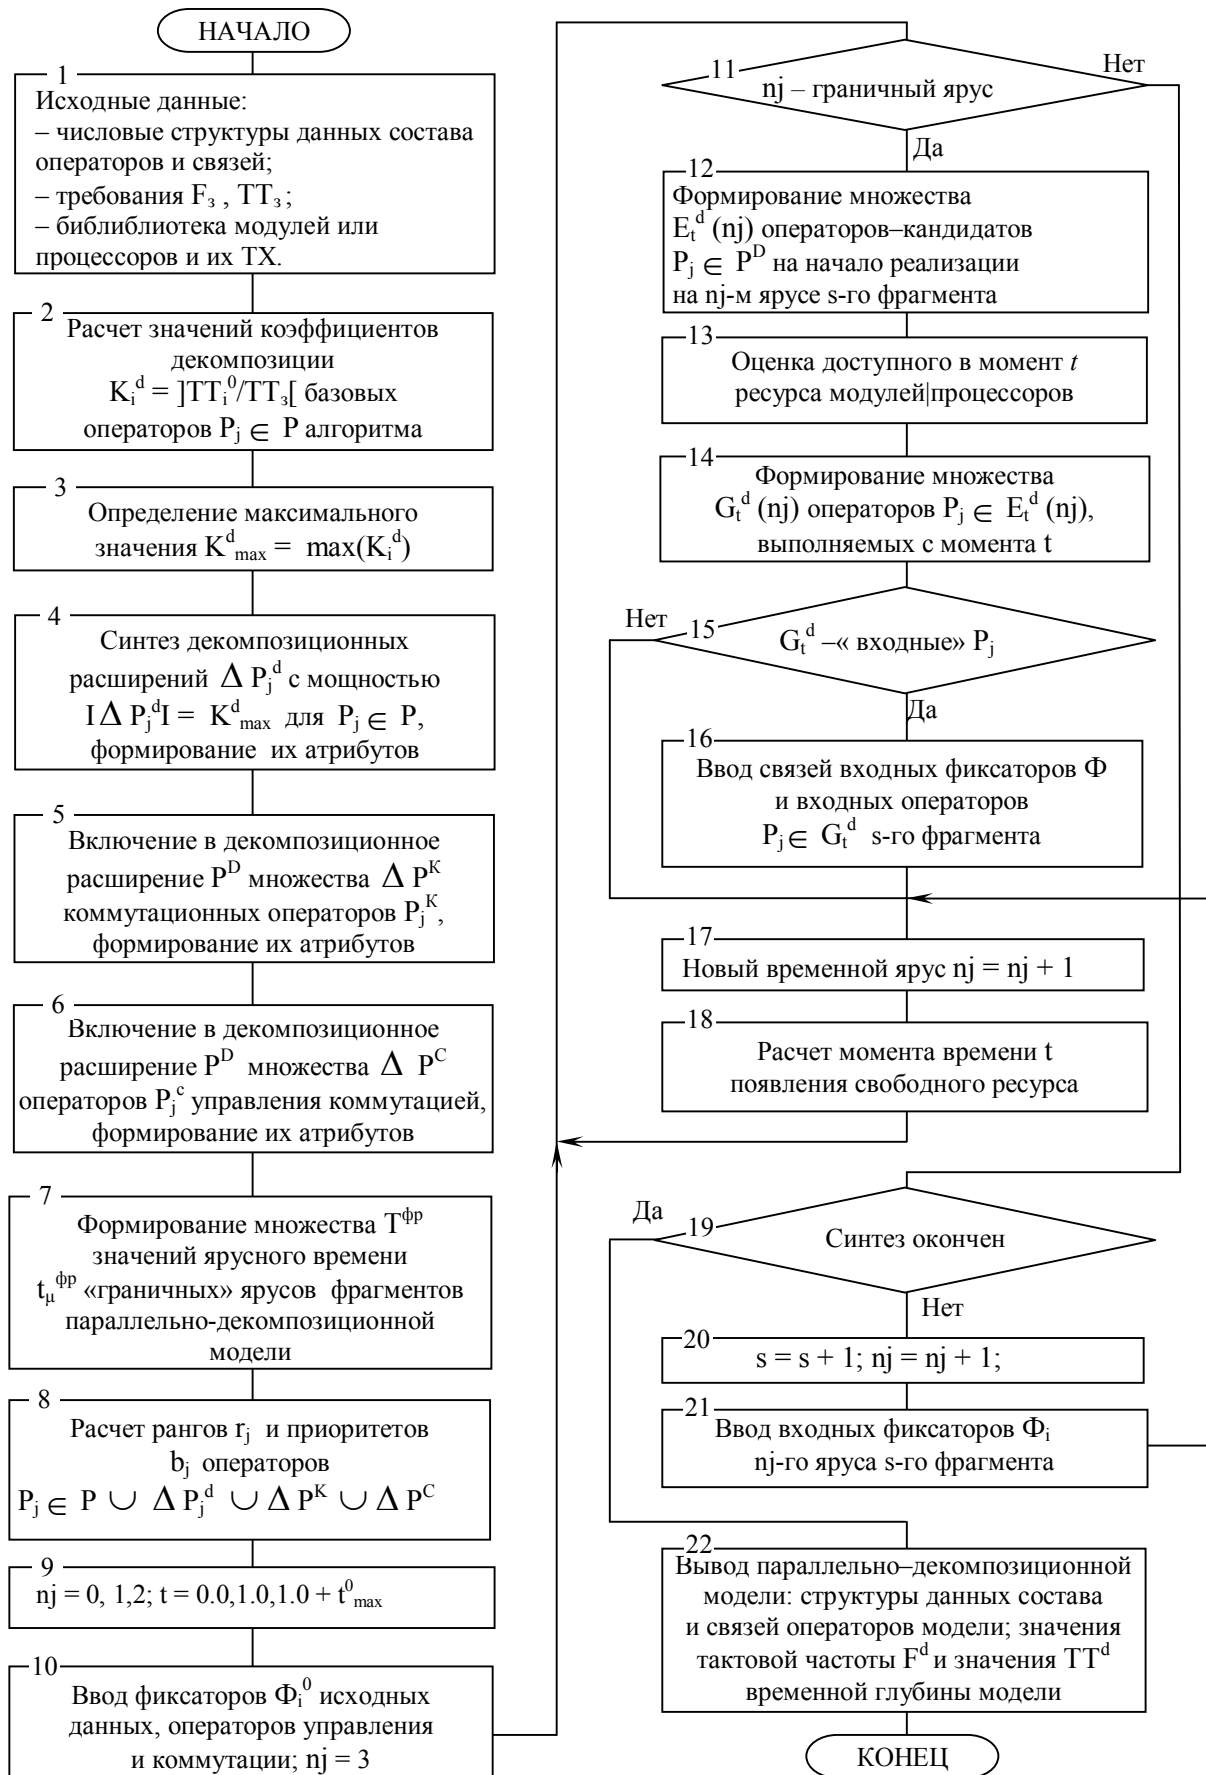 НАЧАЛО
1
Исходные данные:
– числовые структуры данных состава
операторов и связей;
– требования Fз , TTз ;
– библиблиотека модулей или
процессоров и их ТХ.
2
Расчет значений коэффициентов
декомпозиции
Kᵢᵈ = ]TTᵢ⁰/TTз[ базовых
операторов Pⱼ ∈ P алгоритма
3
Определение максимального
значения Kᵈmax = max(Kᵢᵈ)
4
Синтез декомпозиционных
расширений Δ Pⱼᵈ с мощностью
I Δ PⱼᵈI = Kᵈmax для Pⱼ ∈ P,
формирование их атрибутов
5
Включение в декомпозиционное
расширение Pᴰ множества Δ Pᴷ
коммутационных операторов Pⱼᴷ,
формирование их атрибутов
6
Включение в декомпозиционное
расширение Pᴰ множества Δ Pᶜ
операторов Pⱼᶜ управления коммутацией,
формирование их атрибутов
7
Формирование множества Tᶲᵖ
значений ярусного времени
tμᶲᵖ «граничных» ярусов фрагментов
параллельно-декомпозиционной
модели
8
Расчет рангов rⱼ и приоритетов
bⱼ операторов
Pⱼ ∈ P ∪ Δ Pⱼᵈ ∪ Δ Pᴷ ∪ Δ Pᶜ
9
nj = 0, 1,2; t = 0.0,1.0,1.0 + t⁰max
10
Ввод фиксаторов Фᵢ⁰ исходных
данных, операторов управления
и коммутации; nj = 3
11
nj – граничный ярус
Нет
Да
12
Формирование множества
Eₜᵈ (nj) операторов–кандидатов
Pⱼ ∈ Pᴰ на начало реализации
на nj-м ярусе s-го фрагмента
13
Оценка доступного в момент t
ресурса модулей|процессоров
14
Формирование множества
Gₜᵈ (nj) операторов Pⱼ ∈ Eₜᵈ (nj),
выполняемых с момента t
Нет
15
Gₜᵈ –« входные» Pⱼ
Да
16
Ввод связей входных фиксаторов Ф
и входных операторов
Pⱼ ∈ Gₜᵈ s-го фрагмента
17
Новый временной ярус nj = nj + 1
18
Расчет момента времени t
появления свободного ресурса
Да
19
Синтез окончен
Нет
20
s = s + 1; nj = nj + 1;
21
Ввод входных фиксаторов Фᵢ
nj-го яруса s-го фрагмента
22
Вывод параллельно–декомпозиционной
модели: структуры данных состава
и связей операторов модели; значения
тактовой частоты Fᵈ и значения TTᵈ
временной глубины модели
КОНЕЦ